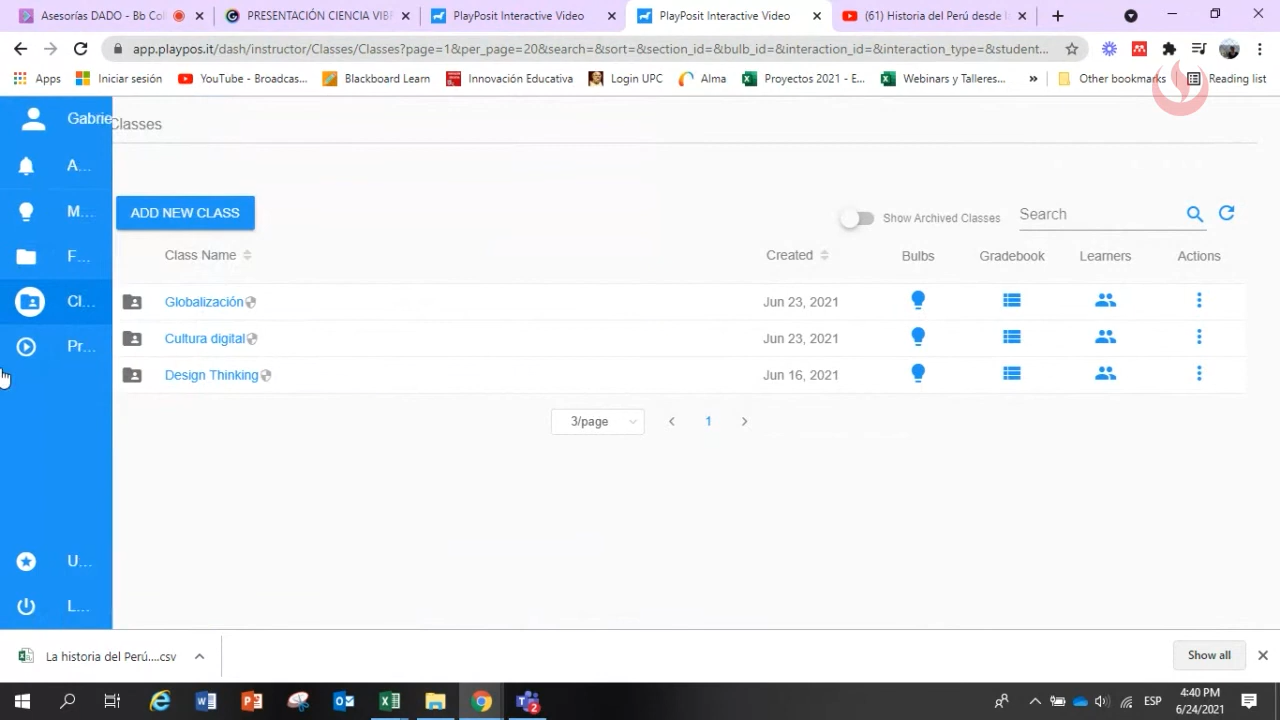 Asesorías DADO - Bb Col
PRESENTACIÓN CIENCIA VIB
PlayPosit Interactive Video
PlayPosit Interactive Video
(61) Historia del Perú desde l
app.playpos.it/dash/instructor/Classes/Classes?page=1&per_page=20&search=&sort=&section_id=&bulb_id=&interaction_id=&interaction_type=&student...
Apps
Iniciar sesión
YouTube - Broadcas...
Blackboard Learn
Innovación Educativa
Login UPC
Alma
Proyectos 2021 - E...
Webinars y Talleres...
»
Other bookmarks
Reading list
Gabrie
Classes
A...
M...
F...
Cl...
Pr...
U...
L...
ADD NEW CLASS
Show Archived Classes
Search
Class Name Created Bulbs Gradebook Learners Actions
Globalización Jun 23, 2021
Cultura digital Jun 23, 2021
Design Thinking Jun 16, 2021
3/page 1
La historia del Perú....csv
Show all
2
ESP
4:40 PM
6/24/2021